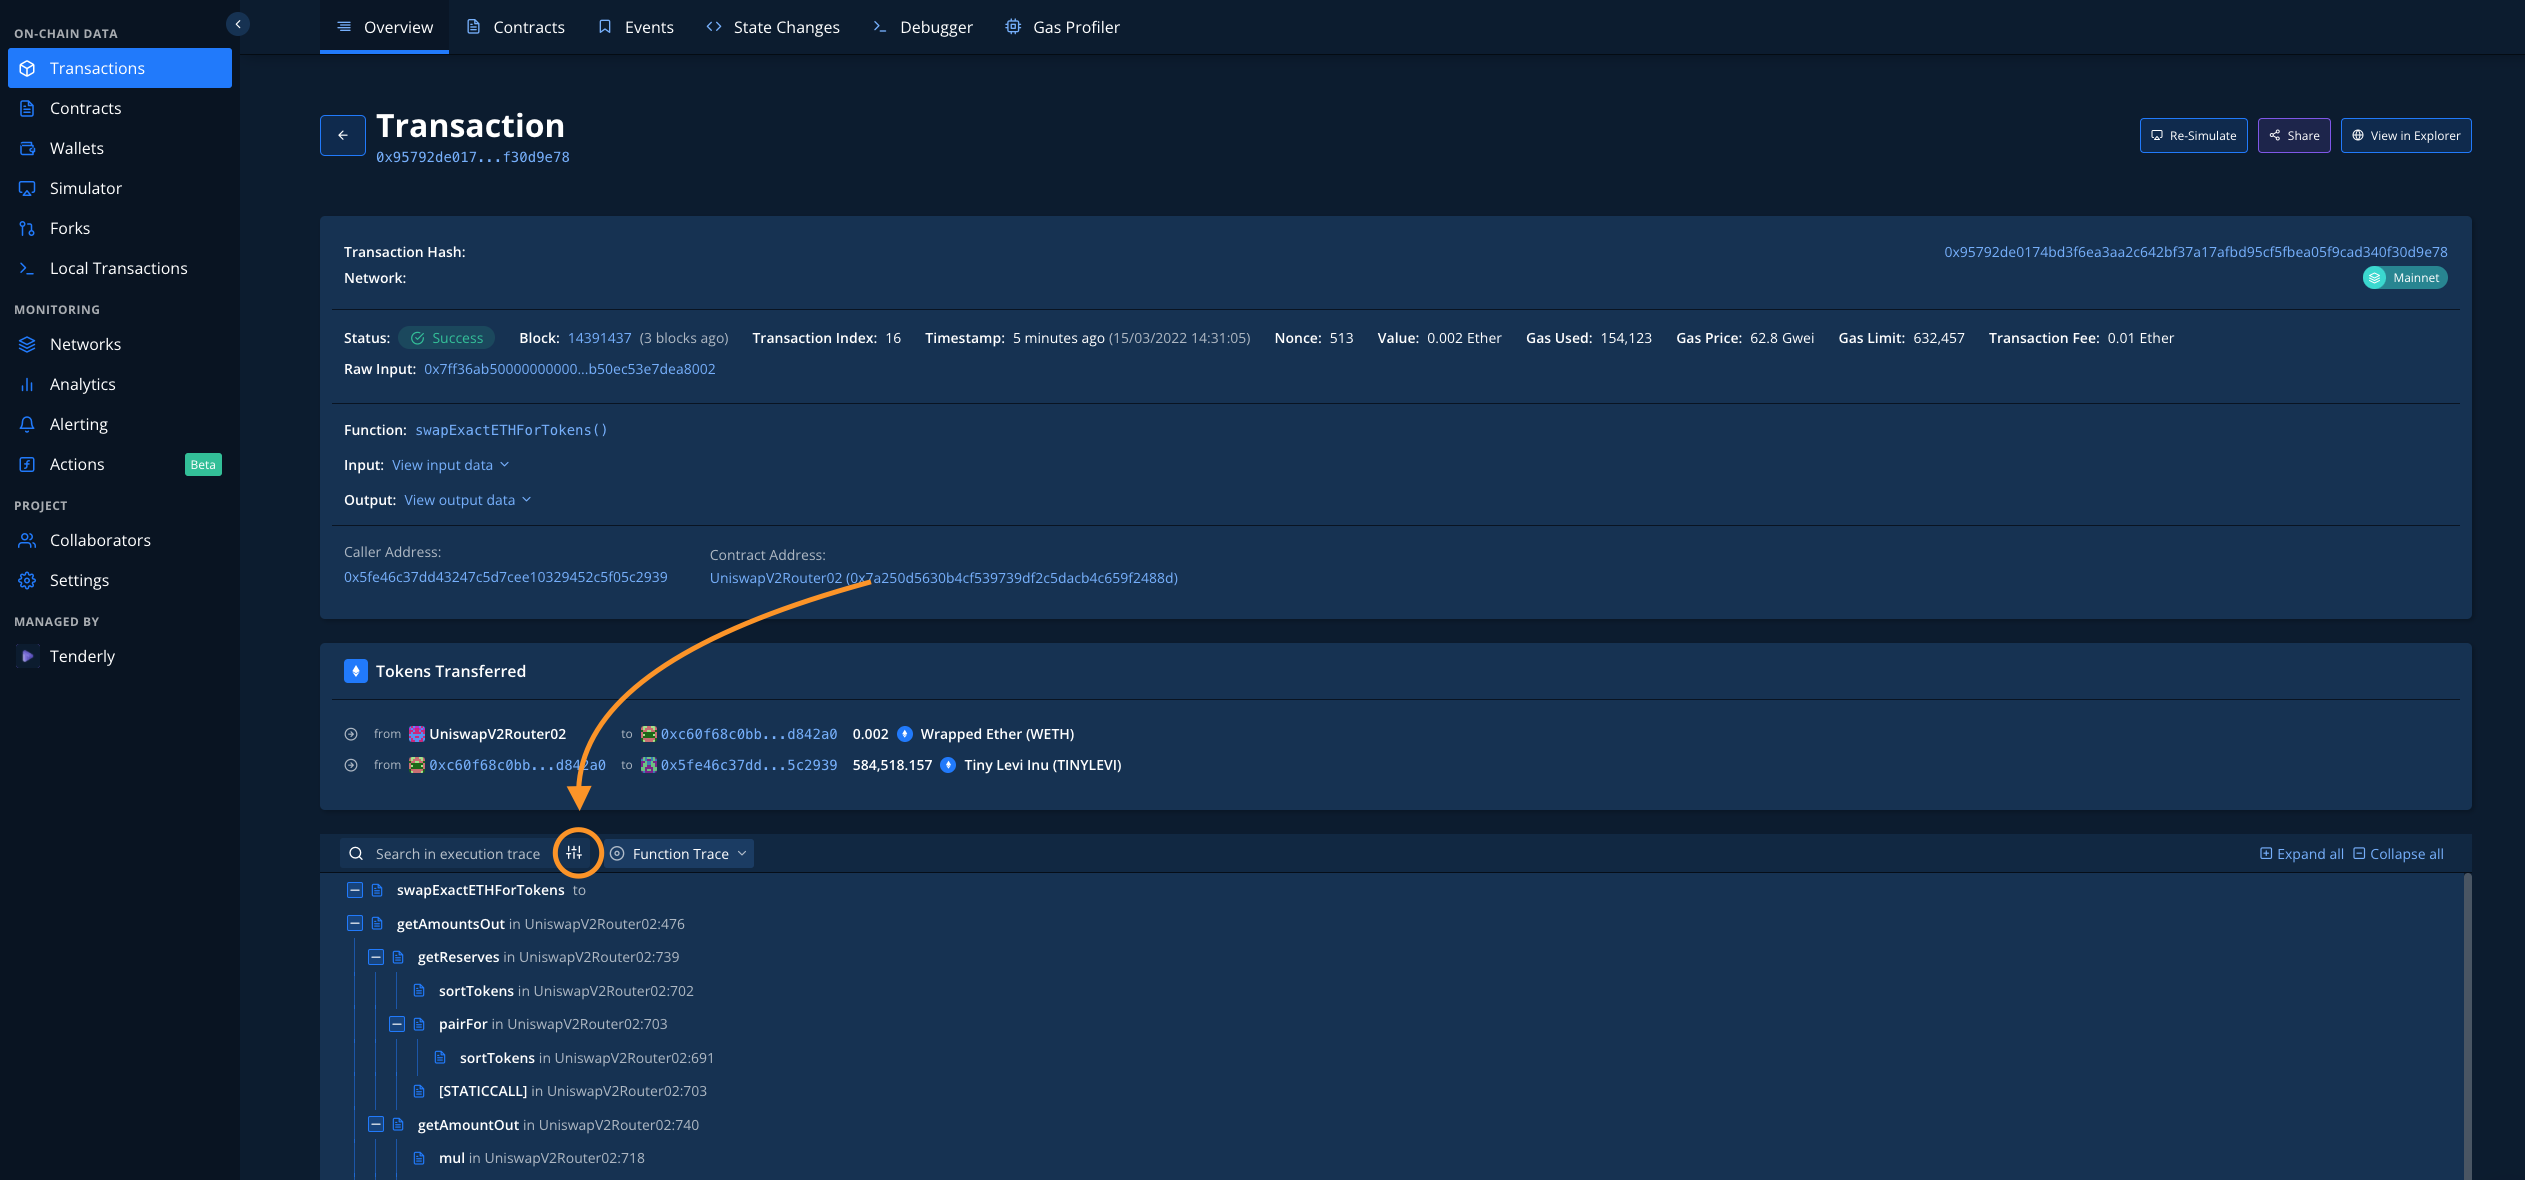 ON-CHAIN DATA
Transactions
Contracts
Wallets
Simulator
Forks
Local Transactions
MONITORING
Networks
Analytics
Alerting
Actions Beta
PROJECT
Collaborators
Settings
MANAGED BY
Tenderly
Overview Contracts Events State Changes Debugger Gas Profiler
Transaction
0x95792de017...f30d9e78
Re-Simulate Share View in Explorer
Transaction Hash: 0x95792de0174bd3f6ea3aa2c642bf37a17afbd95cf5fbea05f9cad340f30d9e78
Network: Mainnet
Status: Success Block: 14391437 (3 blocks ago) Transaction Index: 16 Timestamp: 5 minutes ago (15/03/2022 14:31:05) Nonce: 513 Value: 0.002 Ether Gas Used: 154,123 Gas Price: 62.8 Gwei Gas Limit: 632,457 Transaction Fee: 0.01 Ether
Raw Input: 0x7ff36ab50000000000...b50ec53e7dea8002
Function: swapExactETHForTokens()
Input: View input data
Output: View output data
Caller Address: Contract Address:
0x5fe46c37dd43247c5d7cee10329452c5f05c2939 UniswapV2Router02 (0x7a250d5630b4cf539739df2c5dacb4c659f2488d)
Tokens Transferred
from UniswapV2Router02 to 0xc60f68c0bb...d842a0 0.002 Wrapped Ether (WETH)
from 0xc60f68c0bb...d842a0 to 0x5fe46c37dd...5c2939 584,518.157 Tiny Levi Inu (TINYLEVI)
Search in execution trace Function Trace Expand all Collapse all
swapExactETHForTokens to
getAmountsOut in UniswapV2Router02:476
getReserves in UniswapV2Router02:739
sortTokens in UniswapV2Router02:702
pairFor in UniswapV2Router02:703
sortTokens in UniswapV2Router02:691
[STATICCALL] in UniswapV2Router02:703
getAmountOut in UniswapV2Router02:740
mul in UniswapV2Router02:718